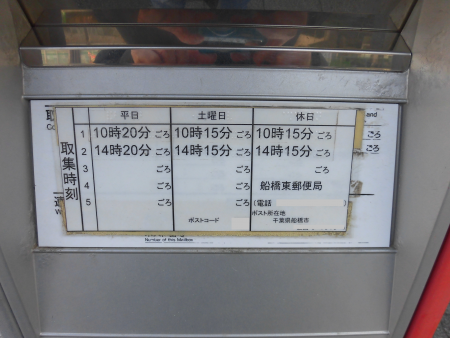 取集時刻
平日 土曜日 休日
1 10時20分ごろ 10時15分ごろ 10時15分ごろ
2 14時20分ごろ 14時15分ごろ 14時15分ごろ
3 ごろ ごろ ごろ
4 ごろ ごろ 船橋東郵便局
5 ごろ ごろ (電話
ポストコード ポスト所在地
千葉県船橋市
and
ごろ
ごろ